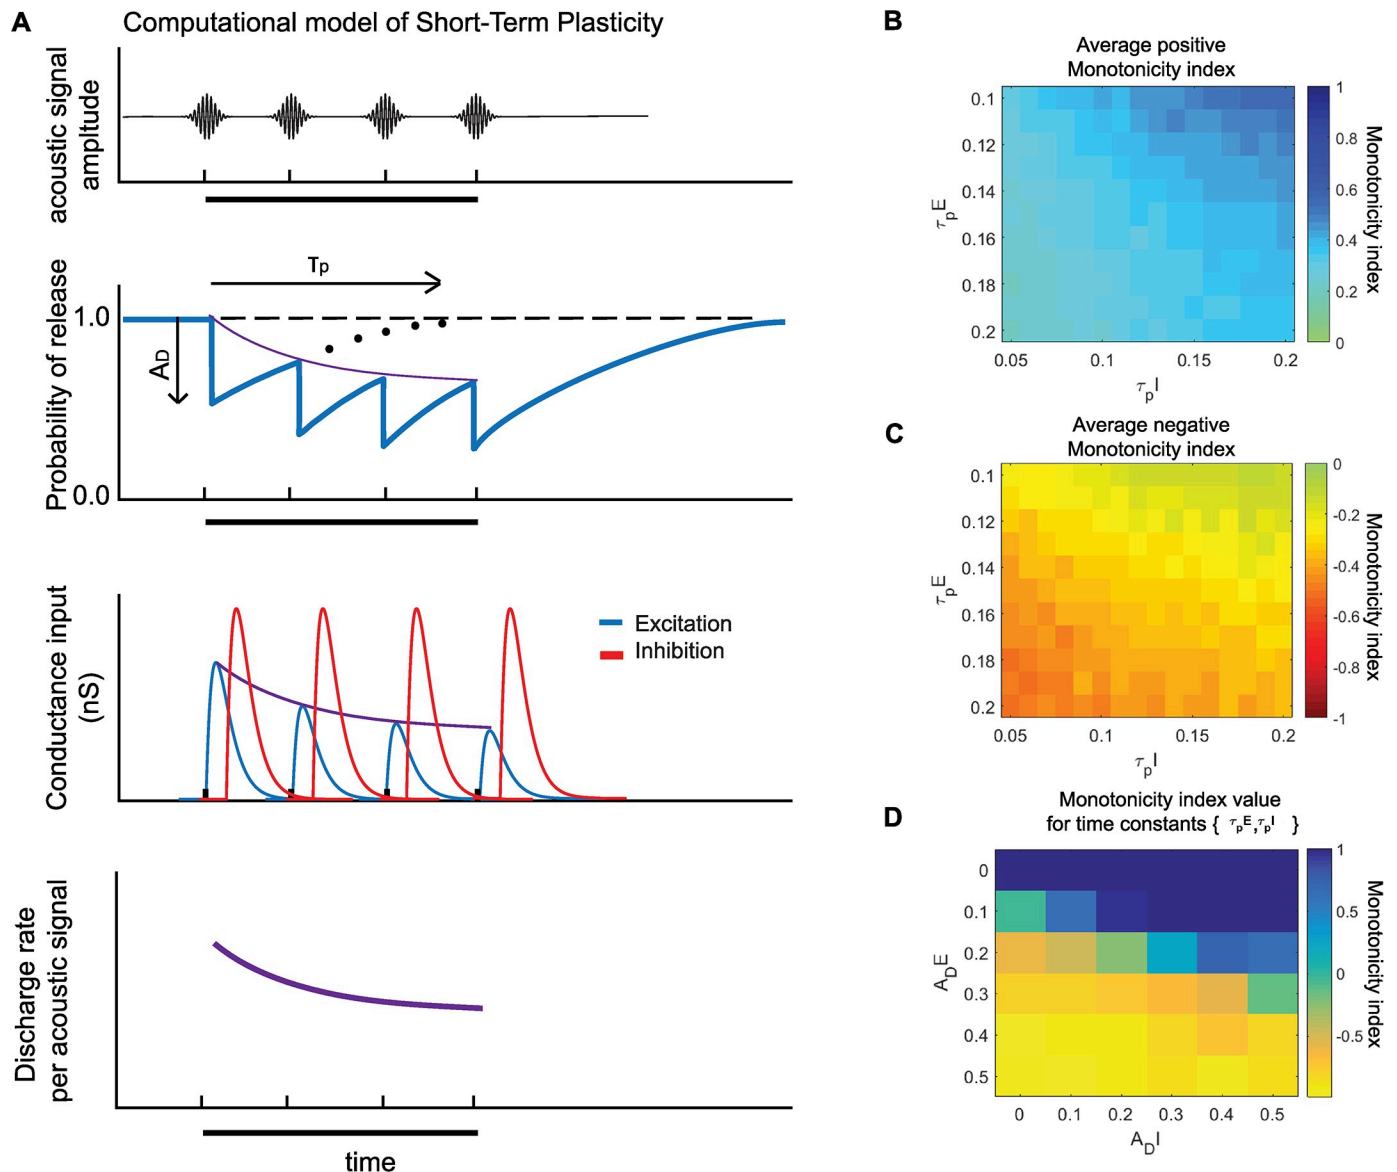 A
Computational model of Short-Term Plasticity
acoustic signal
ampltude
Probability of release
1.0
0.0
AD
Tp
Conductance input
(nS)
Excitation
Inhibition
Discharge rate
per acoustic signal
time
B
Average positive
Monotonicity index
τpE
0.1
0.12
0.14
0.16
0.18
0.2
0.05
0.1
0.15
0.2
τpI
1
0.8
0.6
0.4
0.2
0
Monotonicity index
C
Average negative
Monotonicity index
τpE
0.1
0.12
0.14
0.16
0.18
0.2
0.05
0.1
0.15
0.2
τpI
0
-0.2
-0.4
-0.6
-0.8
-1
Monotonicity index
D
Monotonicity index value
for time constants { τpE,τpI }
ADE
0
0.1
0.2
0.3
0.4
0.5
0
0.1
0.2
0.3
0.4
0.5
ADI
1
0.5
0
-0.5
Monotonicity index